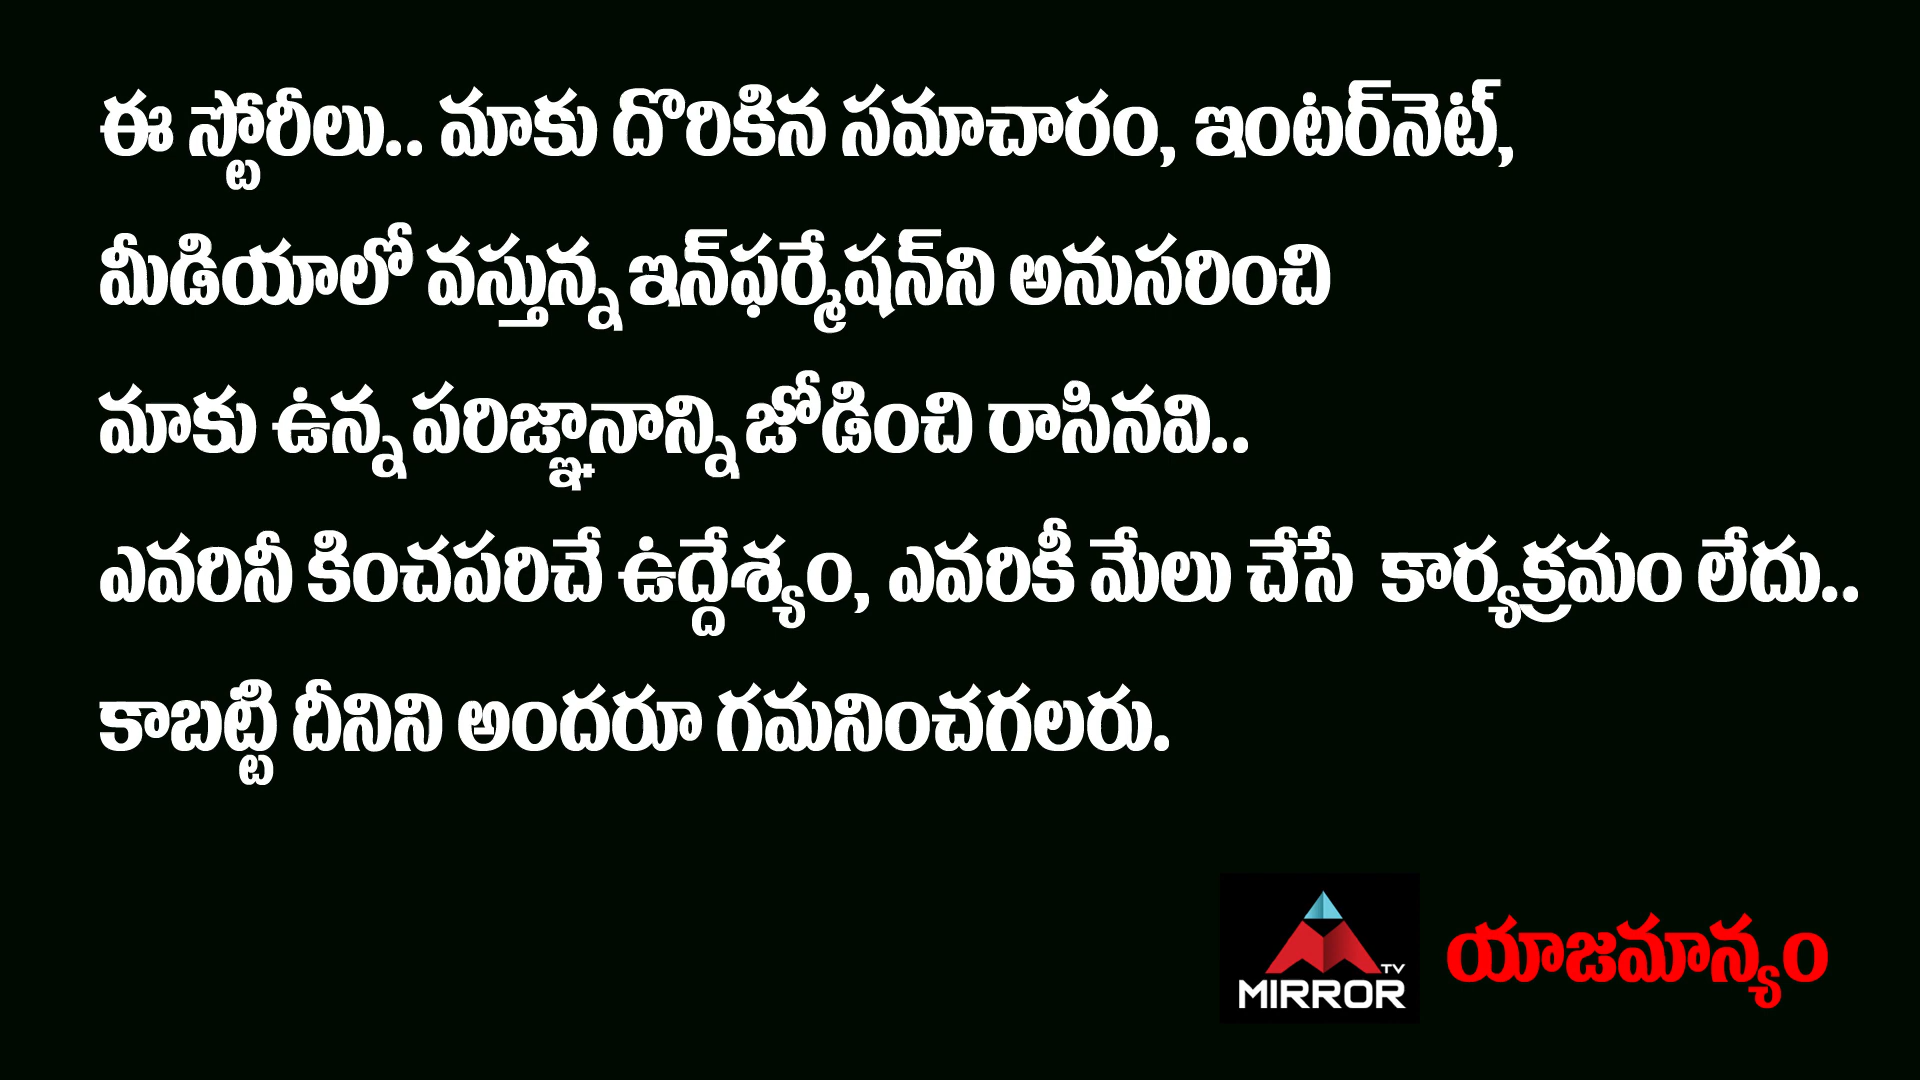 ఈ స్టోరీలు.. మాకు దొరికిన సమాచారం, ఇంటర్‌నెట్,
మీడియాలో వస్తున్న ఇన్‌ఫర్మేషన్‌ని అనుసరించి
మాకు ఉన్న పరిజ్ఞానాన్ని జోడించి రాసినవి..
ఎవరినీ కించపరిచే ఉద్దేశ్యం, ఎవరికీ మేలు చేసే కార్యక్రమం లేదు..
కాబట్టి దీనిని అందరూ గమనించగలరు.
TV
MIRROR
యాజమాన్యం